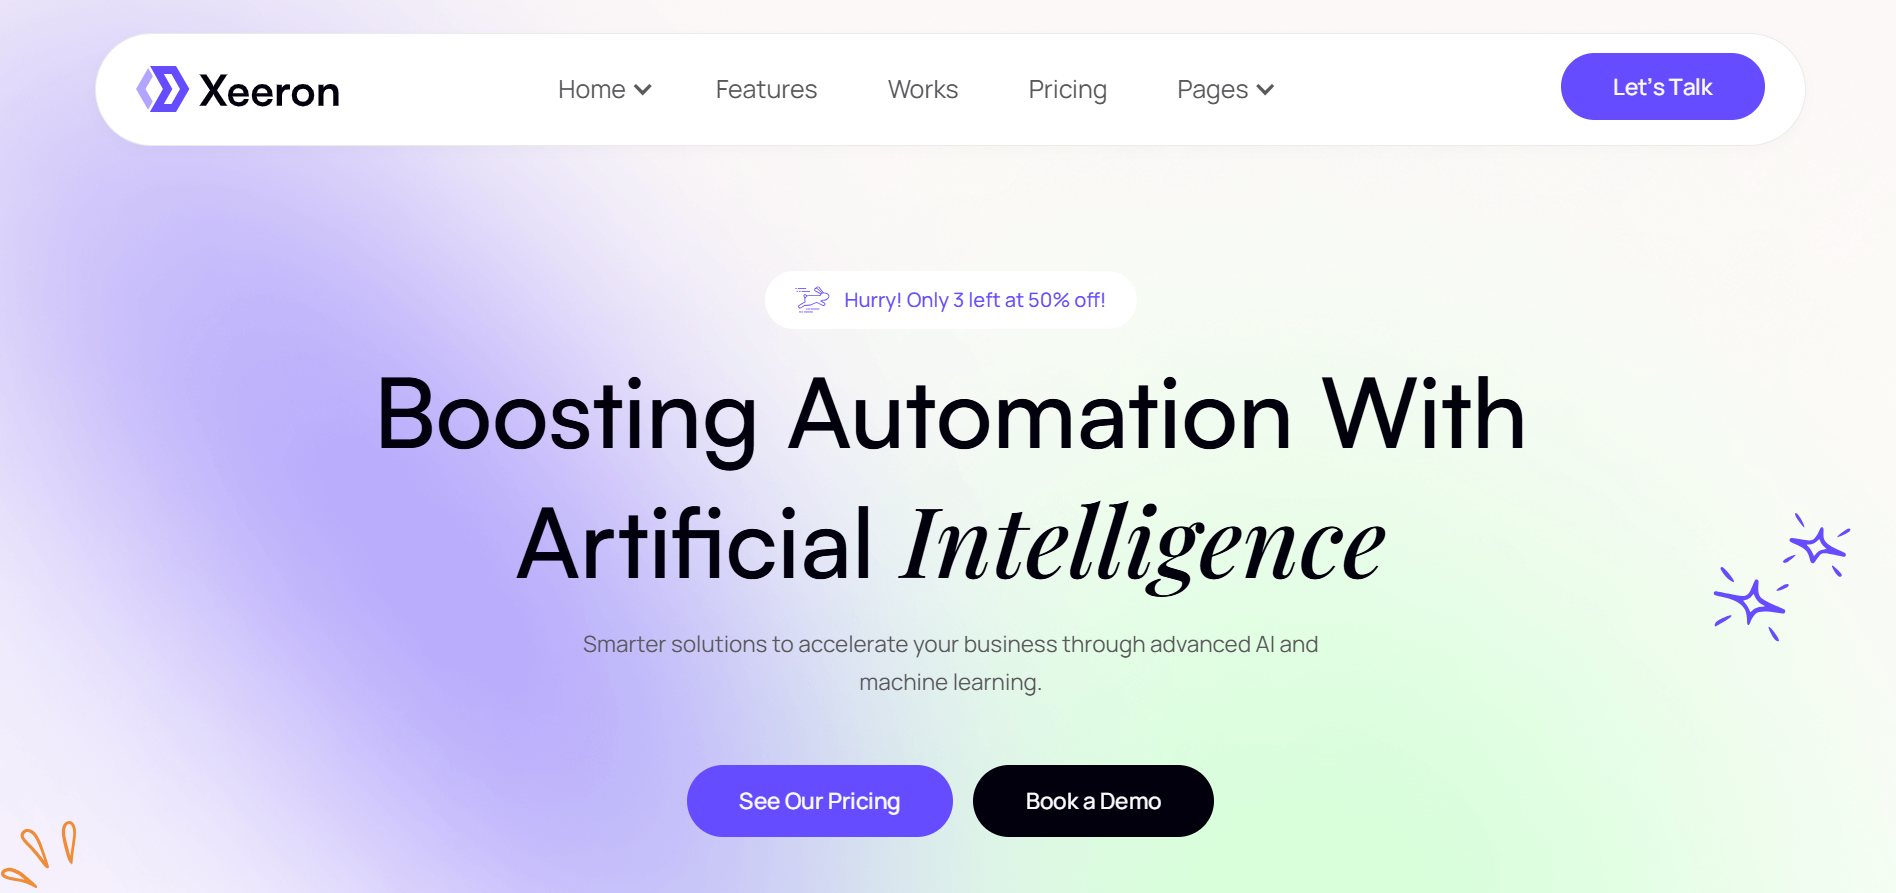 Xeeron
Home
Features
Works
Pricing
Pages
Let's Talk
Hurry! Only 3 left at 50% off!
Boosting Automation With
Artificial Intelligence
Smarter solutions to accelerate your business through advanced AI and
machine learning.
See Our Pricing
Book a Demo